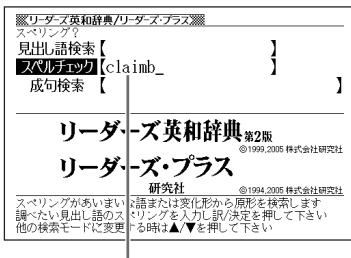 リーダーズ英和辞典/リーダーズ・プラス
スペリング?
見出し語検索【 】
スペルチェック【claimb_ 】
成句検索 【 】
リーダーズ英和辞典第2版
©1999,2005 株式会社研究社
リーダーズ・プラス
研究社 ©1994,2005 株式会社研究社
スペリングがあいまいな語または変化形から原形を検索します
調べたい見出し語のスペリングを入力し訳/決定を押して下さい
他の検索モードに変更する時は▲/▼を押して下さい